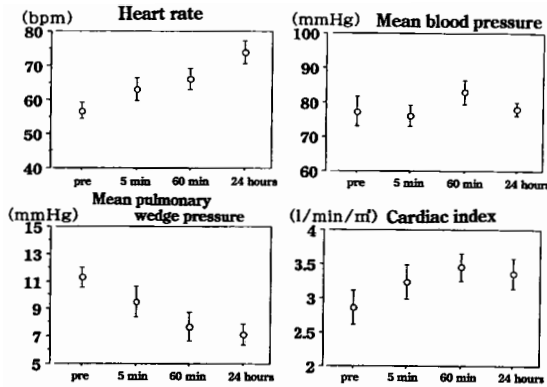 Heart rate
(bpm)
80
70
60
50
40
pre 5 min 60 min 24 hours
Mean blood pressure
(mmHg)
100
90
80
70
60
pre 5 min 60 min 24 hours
Mean pulmonary
wedge pressure
(mmHg)
15
13
11
9
7
5
pre 5 min 60 min 24 hours
Cardiac index
(l/min/㎡)
4
3.5
3
2.5
2
pre 5 min 60 min 24 hours